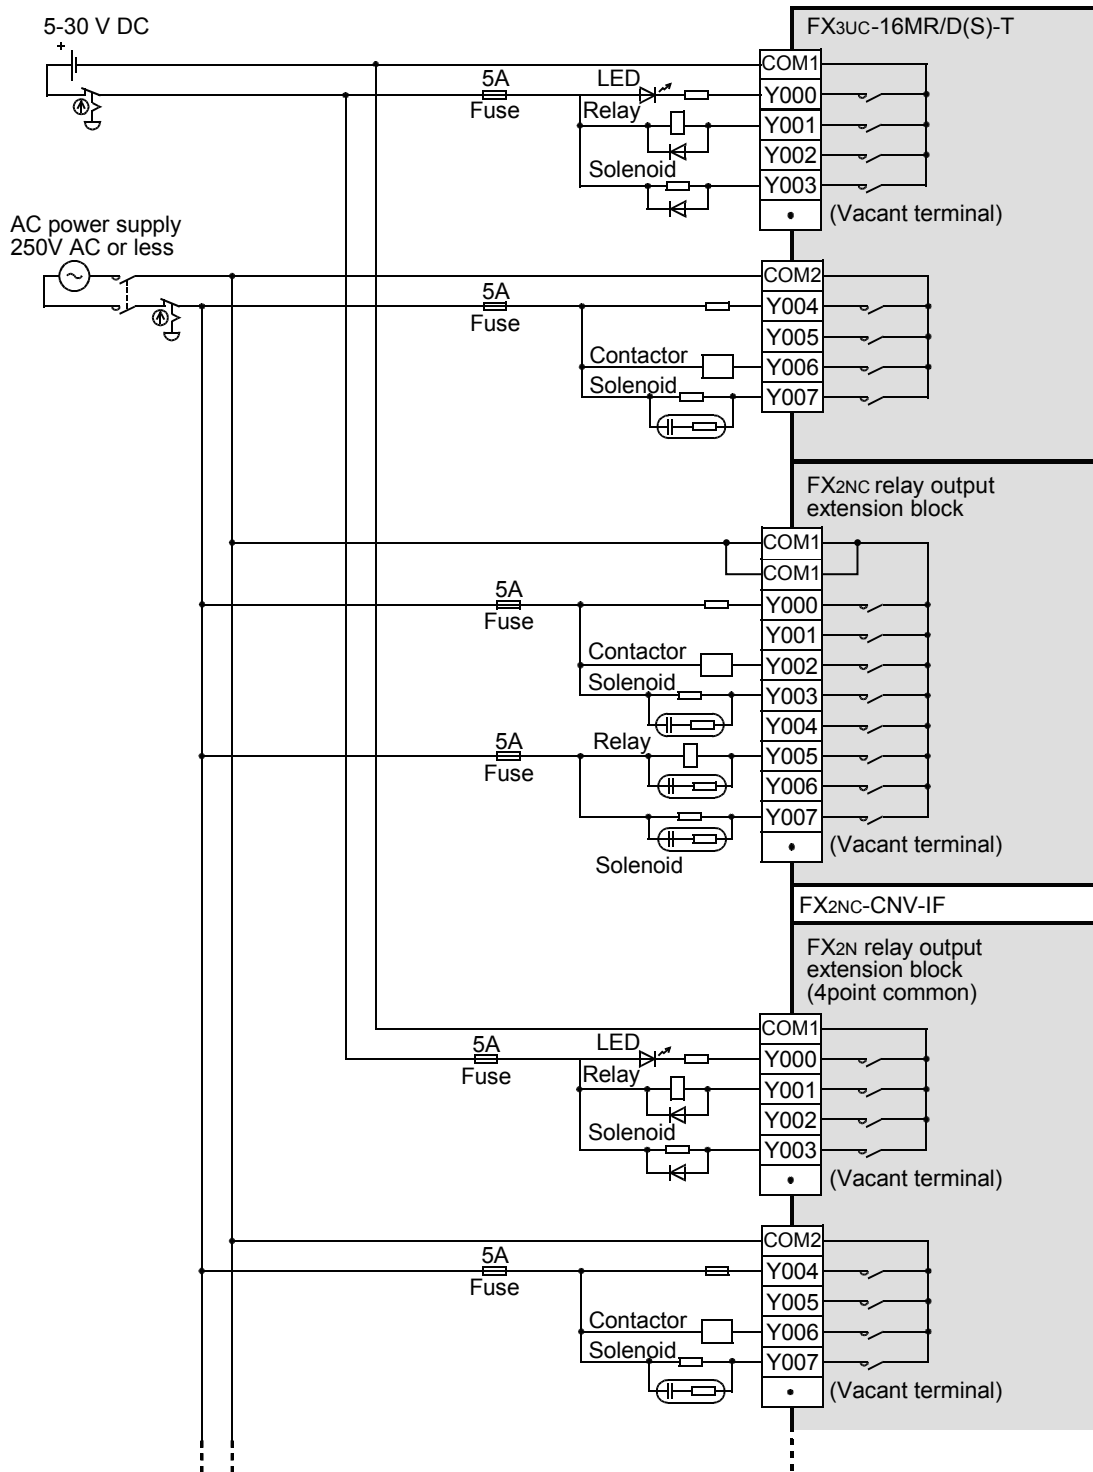 5-30 V DC
+
FX3UC-16MR/D(S)-T
COM1
5A
Fuse
LED
Y000
Relay
Y001
Y002
Solenoid
Y003
(Vacant terminal)
AC power supply
250V AC or less
COM2
5A
Fuse
Y004
Y005
Contactor
Y006
Solenoid
Y007
FX2NC relay output
extension block
COM1
COM1
5A
Fuse
Y000
Y001
Contactor
Y002
Solenoid
Y003
Y004
5A
Fuse
Relay
Y005
Y006
Y007
Solenoid
(Vacant terminal)
FX2NC-CNV-IF
FX2N relay output
extension block
(4point common)
COM1
5A
Fuse
LED
Y000
Relay
Y001
Y002
Solenoid
Y003
(Vacant terminal)
COM2
5A
Fuse
Y004
Y005
Contactor
Y006
Solenoid
Y007
(Vacant terminal)